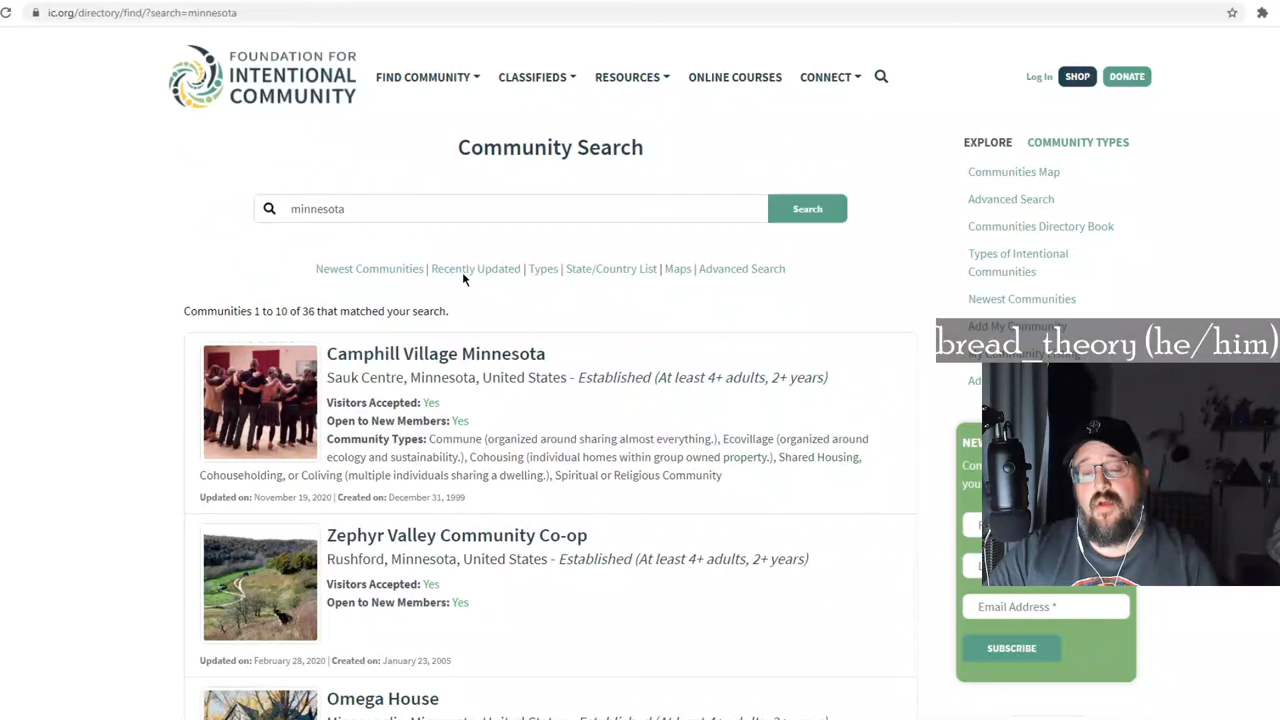 ic.org/directory/find/?search=minnesota
FOUNDATION FOR
INTENTIONAL
COMMUNITY
FIND COMMUNITY
CLASSIFIEDS
RESOURCES
ONLINE COURSES
CONNECT
Log In
SHOP
DONATE
Community Search
minnesota
Search
Newest Communities | Recently Updated | Types | State/Country List | Maps | Advanced Search
Communities 1 to 10 of 36 that matched your search.
Camphill Village Minnesota
Sauk Centre, Minnesota, United States - Established (At least 4+ adults, 2+ years)
Visitors Accepted: Yes
Open to New Members: Yes
Community Types: Commune (organized around sharing almost everything.), Ecovillage (organized around
ecology and sustainability.), Cohousing (individual homes within group owned property.), Shared Housing,
Cohouseholding, or Coliving (multiple individuals sharing a dwelling.), Spiritual or Religious Community
Updated on: November 19, 2020 | Created on: December 31, 1999
Zephyr Valley Community Co-op
Rushford, Minnesota, United States - Established (At least 4+ adults, 2+ years)
Visitors Accepted: Yes
Open to New Members: Yes
Updated on: February 28, 2020 | Created on: January 23, 2005
Omega House
EXPLORE
COMMUNITY TYPES
Communities Map
Advanced Search
Communities Directory Book
Types of Intentional
Communities
Newest Communities
Add My Community
bread_theory (he/him)
Email Address *
SUBSCRIBE